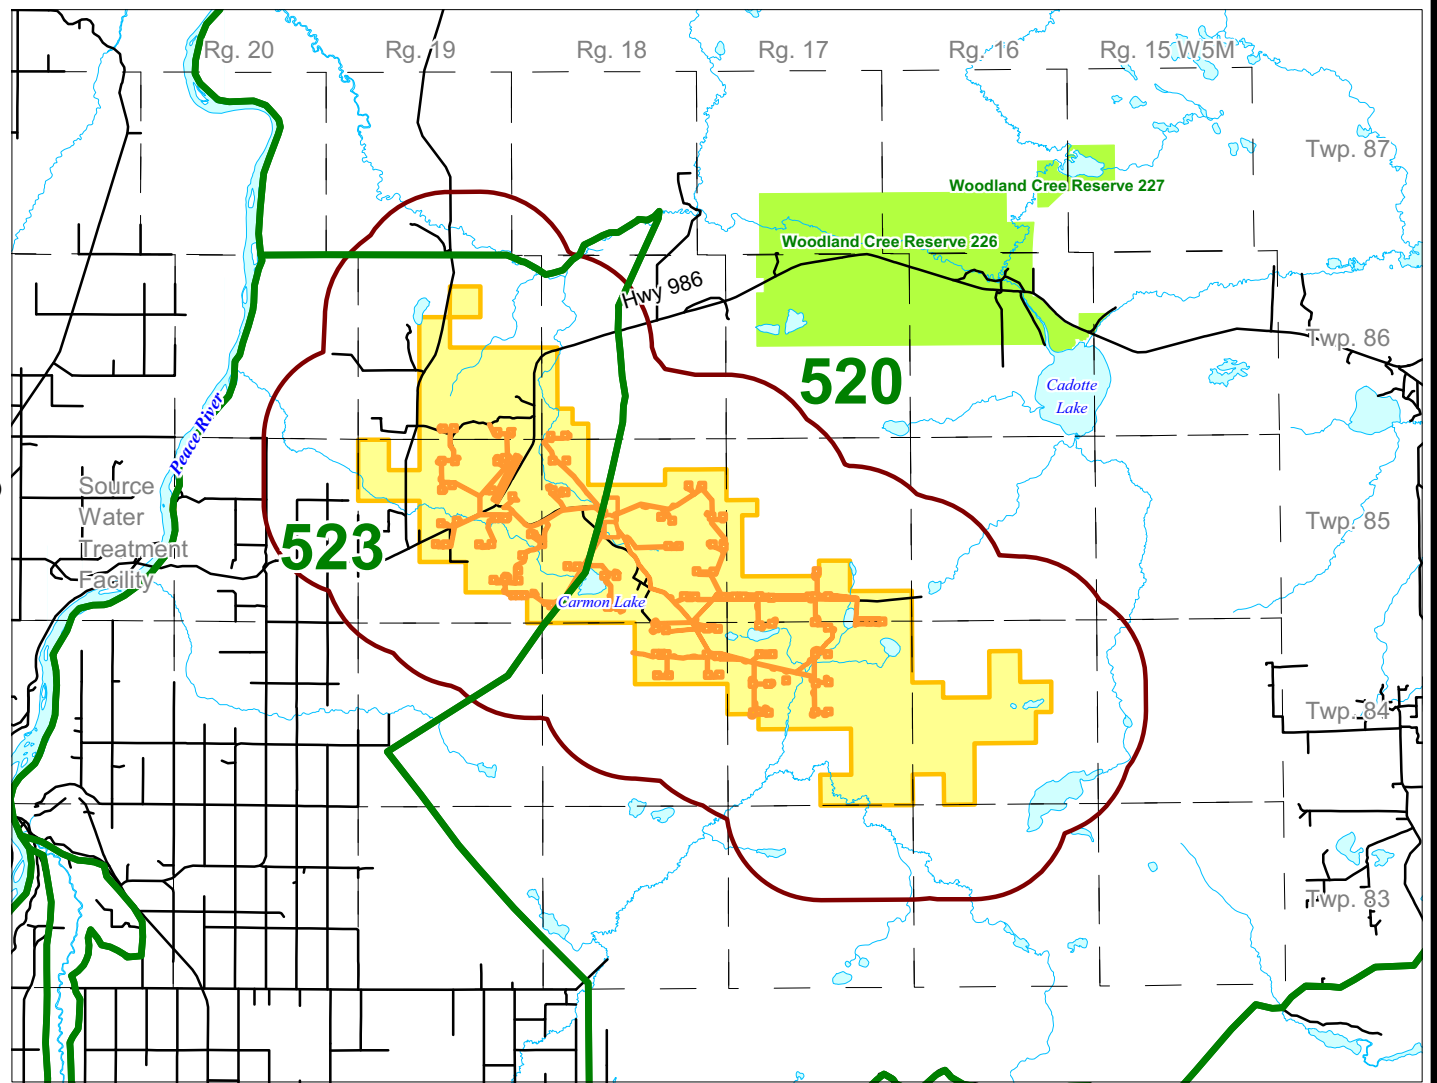 Rg. 20
Rg. 19
Rg. 18
Rg. 17
Rg. 16
Rg. 15 W5M
Twp. 87
Woodland Cree Reserve 227
Woodland Cree Reserve 226
Hwy 986
Twp. 86
520
Cadotte
Lake
Peace River
Source
Water
Treatment
Facility
523
Twp. 85
Carmon Lake
Twp. 84
Twp. 83